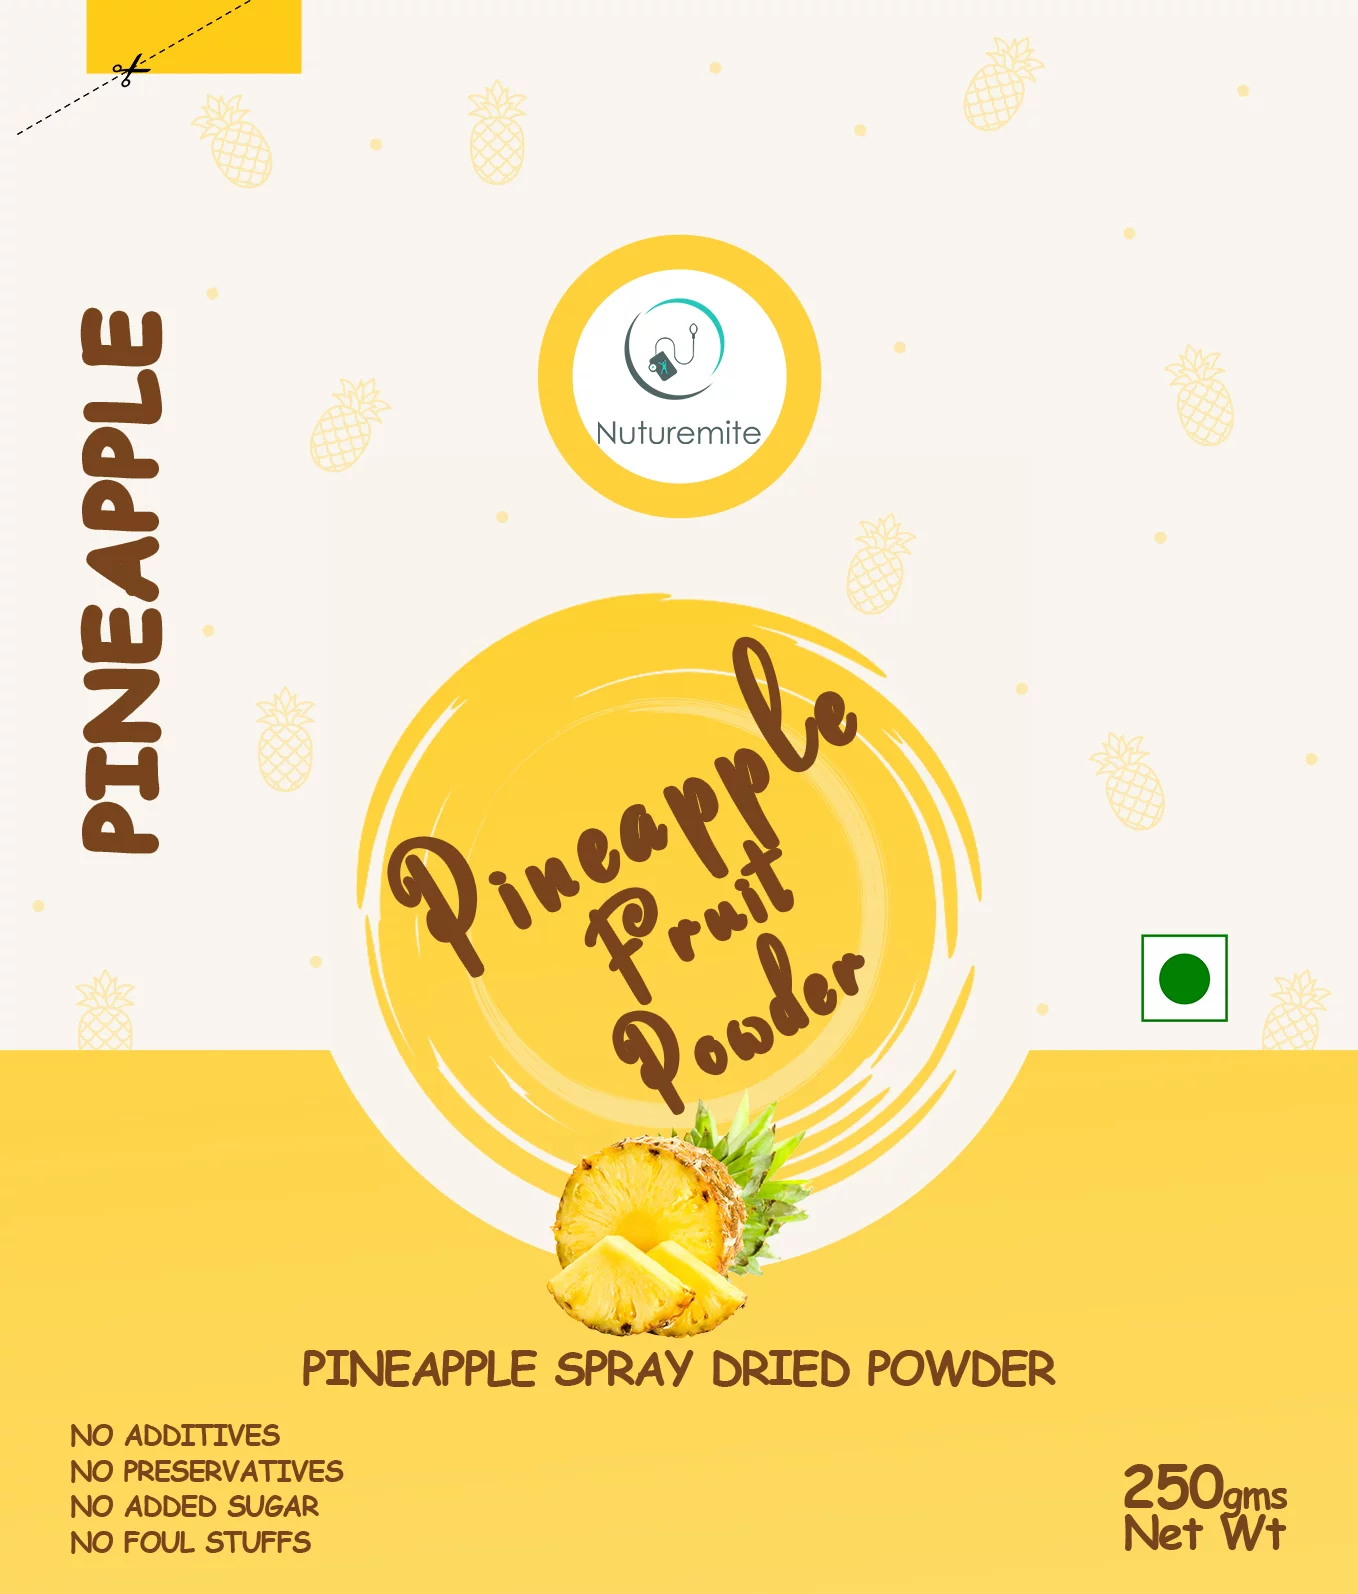 PINEAPPLE
Nuturemite
Pineapple
Fruit
Powder
PINEAPPLE SPRAY DRIED POWDER
NO ADDITIVES
NO PRESERVATIVES
NO ADDED SUGAR
NO FOUL STUFFS
250gms
Net Wt